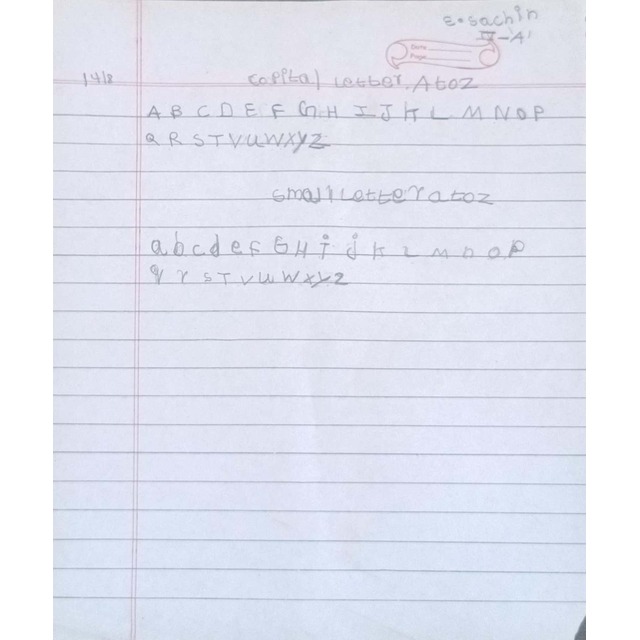 E. Sachin
IV-'A'
Date
Page
14/8
Capital Letter. A to Z
A B C D E F G H I J K L M N O P
Q R S T V U W X Y Z
small Letter a to z
a b c d e F G H i j K L M n O P
q r s T V U W X Y Z